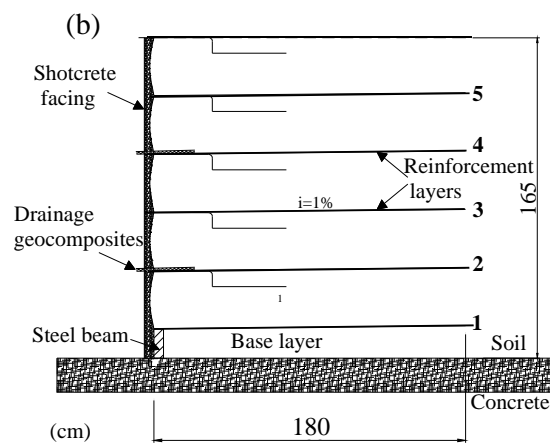 (b)
Shotcrete
facing
5
4
Reinforcement
layers
165
i=1%
3
Drainage
geocomposites
2
1
1
Steel beam
Base layer
Soil
Concrete
(cm)
180